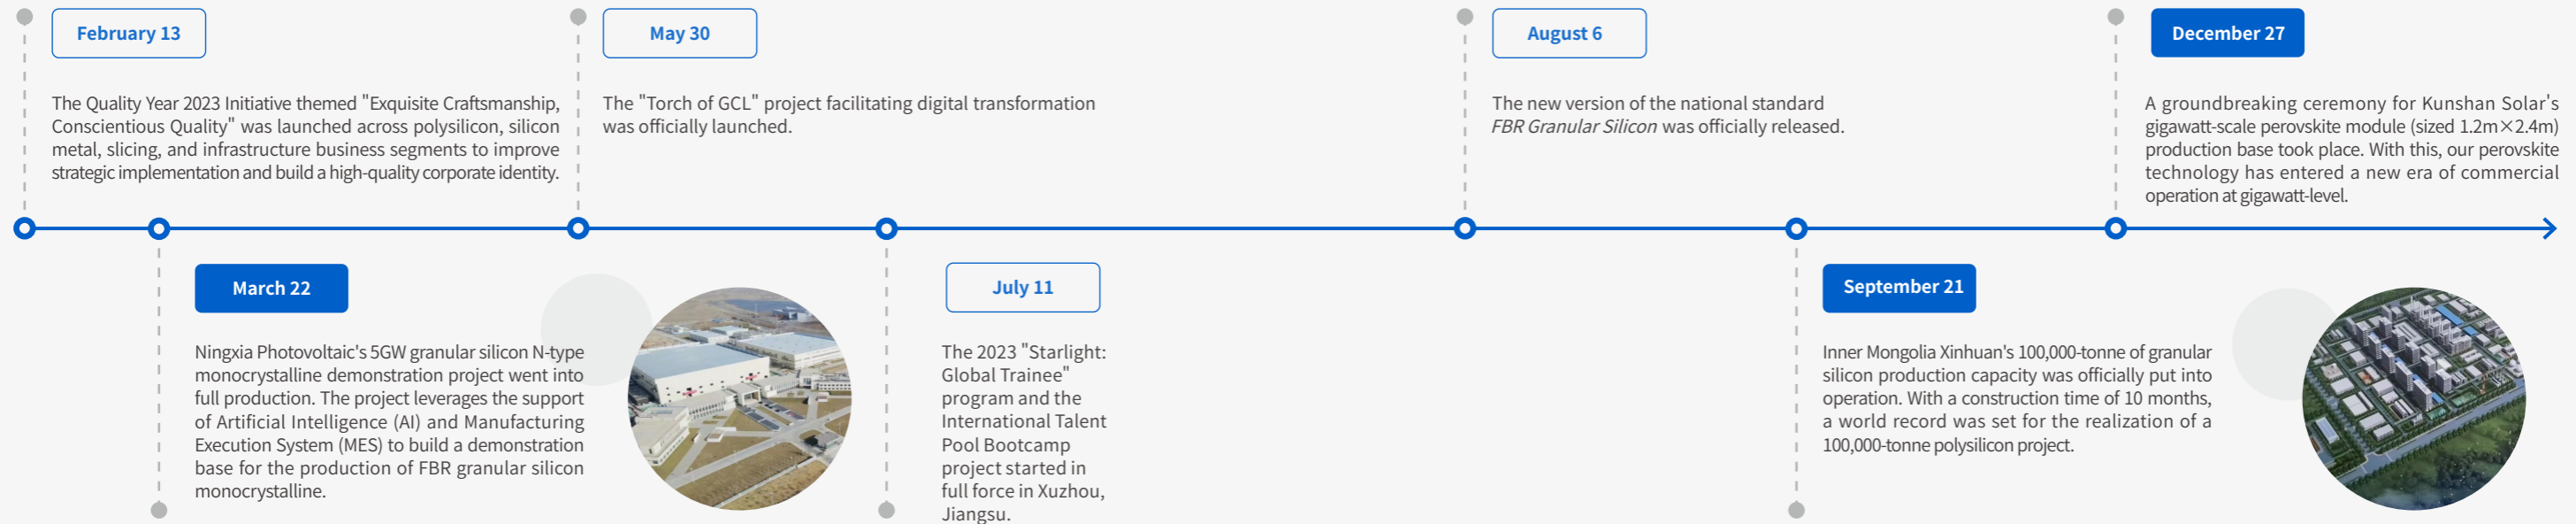 February 13
The Quality Year 2023 Initiative themed "Exquisite Craftsmanship,
Conscientious Quality" was launched across polysilicon, silicon
metal, slicing, and infrastructure business segments to improve
strategic implementation and build a high-quality corporate identity.
March 22
Ningxia Photovoltaic's 5GW granular silicon N-type
monocrystalline demonstration project went into
full production. The project leverages the support
of Artificial Intelligence (AI) and Manufacturing
Execution System (MES) to build a demonstration
base for the production of FBR granular silicon
monocrystalline.
May 30
The "Torch of GCL" project facilitating digital transformation
was officially launched.
July 11
The 2023 "Starlight:
Global Trainee"
program and the
International Talent
Pool Bootcamp
project started in
full force in Xuzhou,
Jiangsu.
August 6
The new version of the national standard
FBR Granular Silicon was officially released.
September 21
Inner Mongolia Xinhuan's 100,000-tonne of granular
silicon production capacity was officially put into
operation. With a construction time of 10 months,
a world record was set for the realization of a
100,000-tonne polysilicon project.
December 27
A groundbreaking ceremony for Kunshan Solar's
gigawatt-scale perovskite module (sized 1.2m×2.4m)
production base took place. With this, our perovskite
technology has entered a new era of commercial
operation at gigawatt-level.